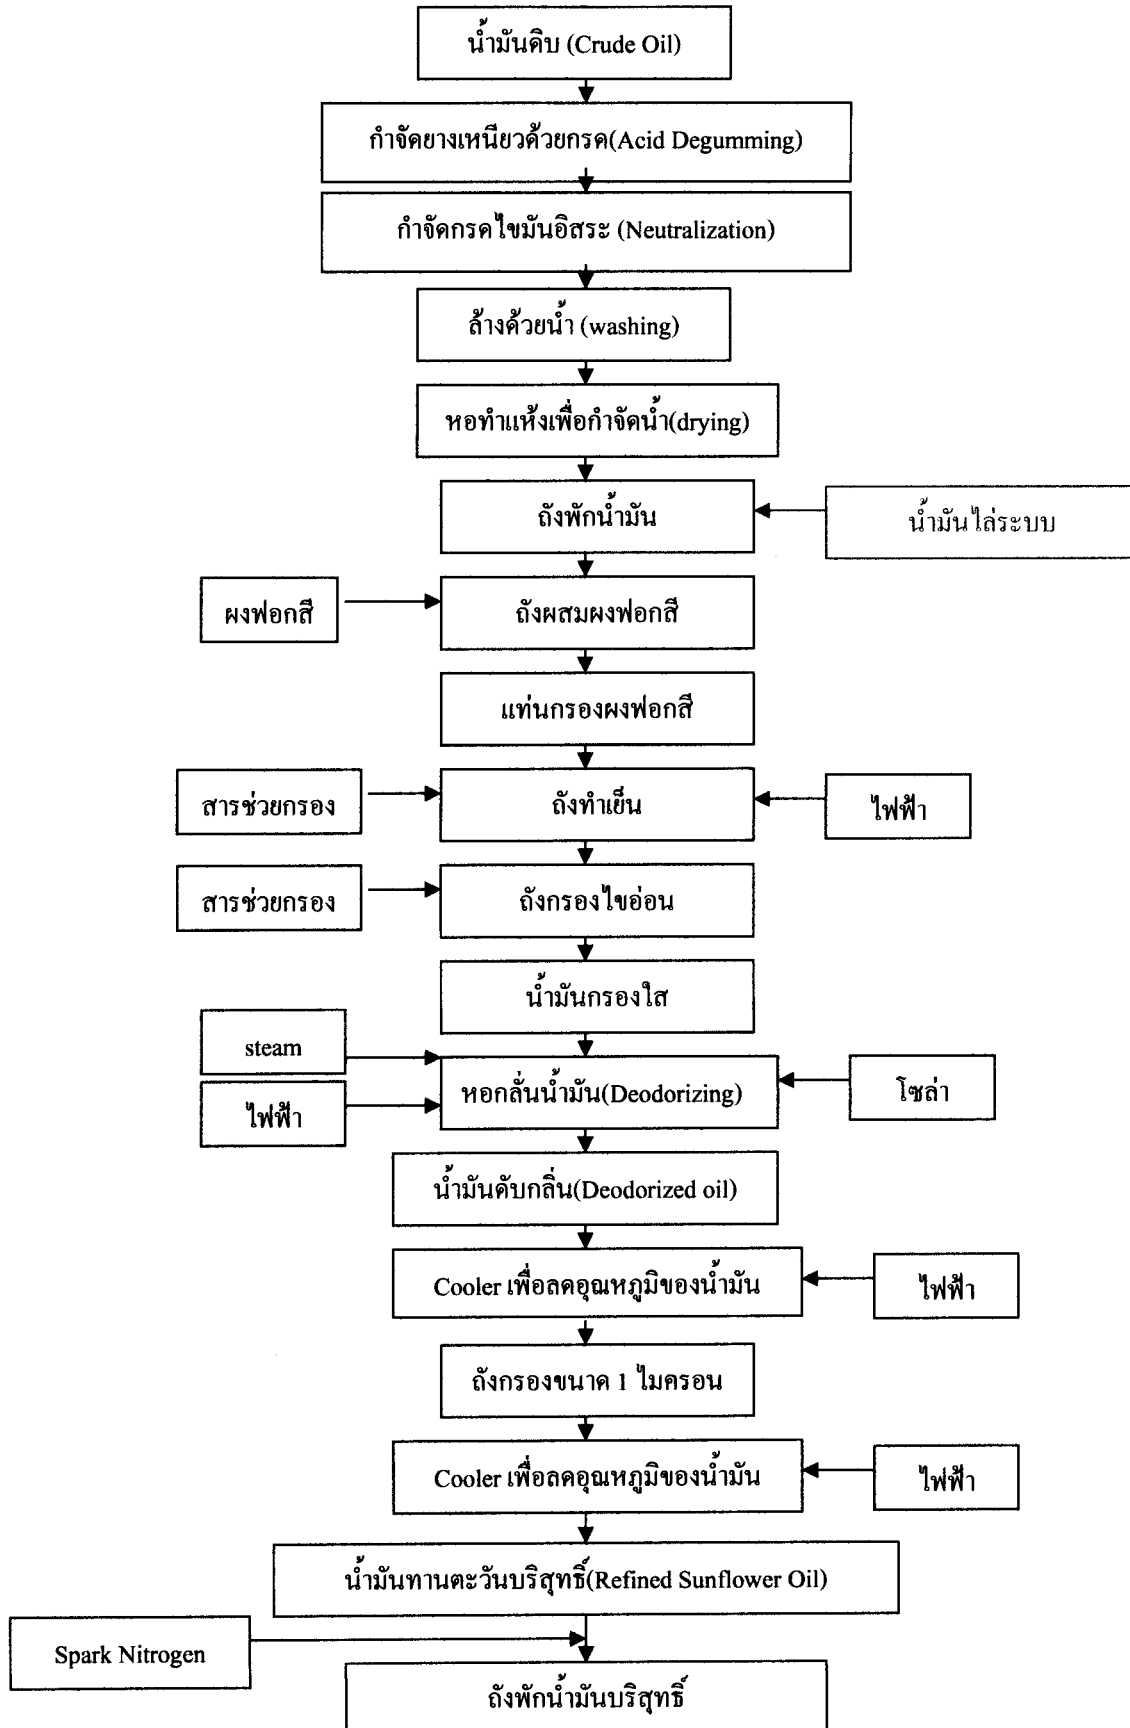 น้ำมันดิบ (Crude Oil)
กำจัดยางเหนียวด้วยกรด(Acid Degumming)
กำจัดกรดไขมันอิสระ (Neutralization)
ล้างด้วยน้ำ (washing)
หอทำแห้งเพื่อกำจัดน้ำ(drying)
ถังพักน้ำมัน
น้ำมันไล่ระบบ
ผงฟอกสี
ถังผสมผงฟอกสี
แท่นกรองผงฟอกสี
สารช่วยกรอง
ถังทำเย็น
ไฟฟ้า
สารช่วยกรอง
ถังกรองไขอ่อน
น้ำมันกรองใส
steam
หอกลั่นน้ำมัน(Deodorizing)
โซล่า
ไฟฟ้า
น้ำมันดับกลิ่น(Deodorized oil)
Cooler เพื่อลดอุณหภูมิของน้ำมัน
ไฟฟ้า
ถังกรองขนาด 1 ไมครอน
Cooler เพื่อลดอุณหภูมิของน้ำมัน
ไฟฟ้า
น้ำมันทานตะวันบริสุทธิ์(Refined Sunflower Oil)
Spark Nitrogen
ถังพักน้ำมันบริสุทธิ์